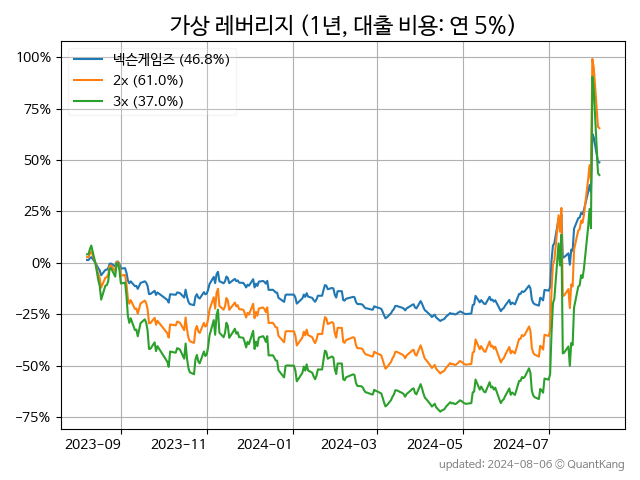 가상 레버리지 (1년, 대출 비용: 연 5%)
넥슨게임즈 (46.8%)
2x (61.0%)
3x (37.0%)
100%
75%
50%
25%
0%
−25%
−50%
−75%
2023-09 2023-11 2024-01 2024-03 2024-05 2024-07
updated: 2024-08-06 © QuantKang